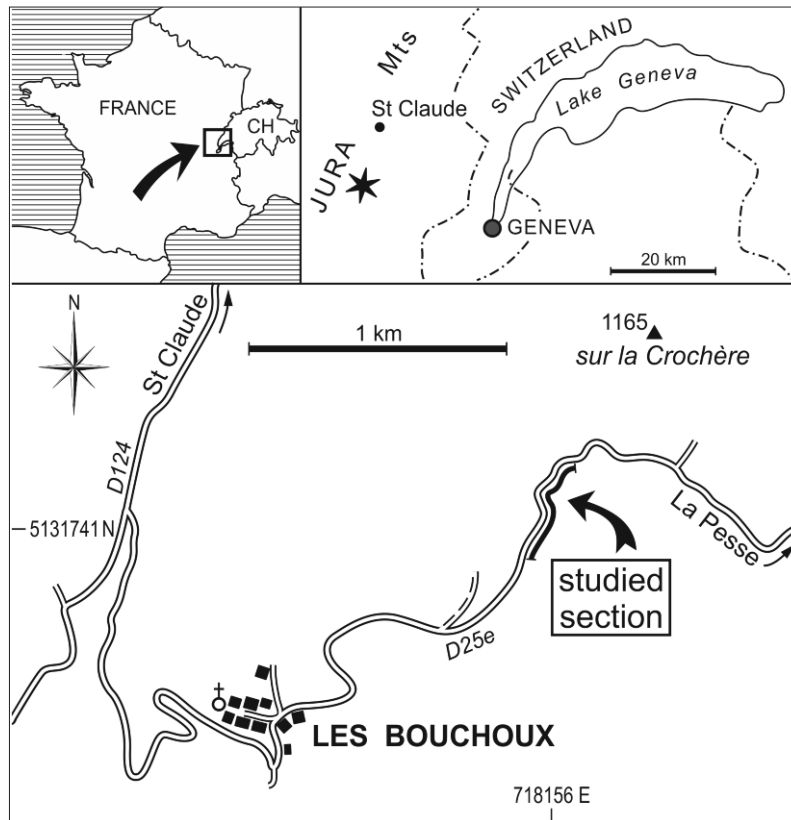 FRANCE
CH
Mts
JURA
St Claude
SWITZERLAND
Lake Geneva
GENEVA
20 km
N
St Claude
D124
1 km
1165
sur la Crochère
5131741 N
La Pesse
studied
section
D25e
LES BOUCHOUX
718156 E